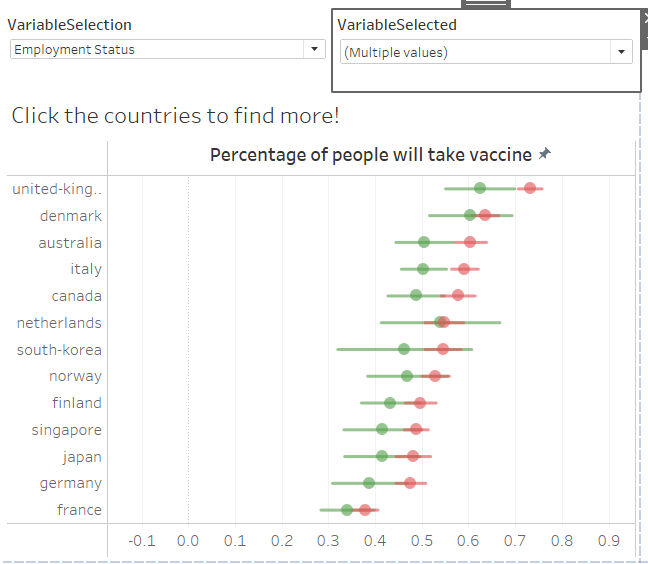 VariableSelection
VariableSelected
Employment Status
(Multiple values)
Click the countries to find more!
Percentage of people will take vaccine
united-king..
denmark
australia
italy
canada
netherlands
south-korea
norway
finland
singapore
japan
germany
france
-0.1 0.0 0.1 0.2 0.3 0.4 0.5 0.6 0.7 0.8 0.9